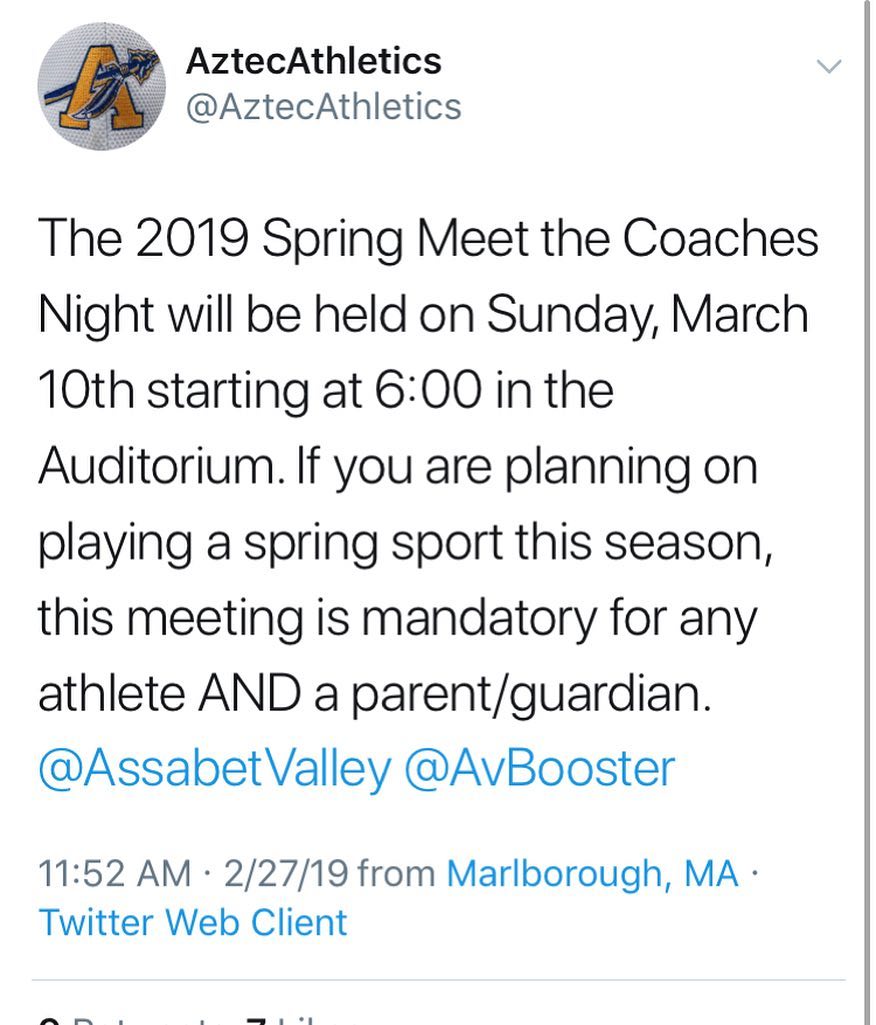 AztecAthletics
@AztecAthletics
The 2019 Spring Meet the Coaches
Night will be held on Sunday, March
10th starting at 6:00 in the
Auditorium. If you are planning on
playing a spring sport this season,
this meeting is mandatory for any
athlete AND a parent/guardian.
@AssabetValley @AvBooster
11:52 AM · 2/27/19 from Marlborough, MA ·
Twitter Web Client